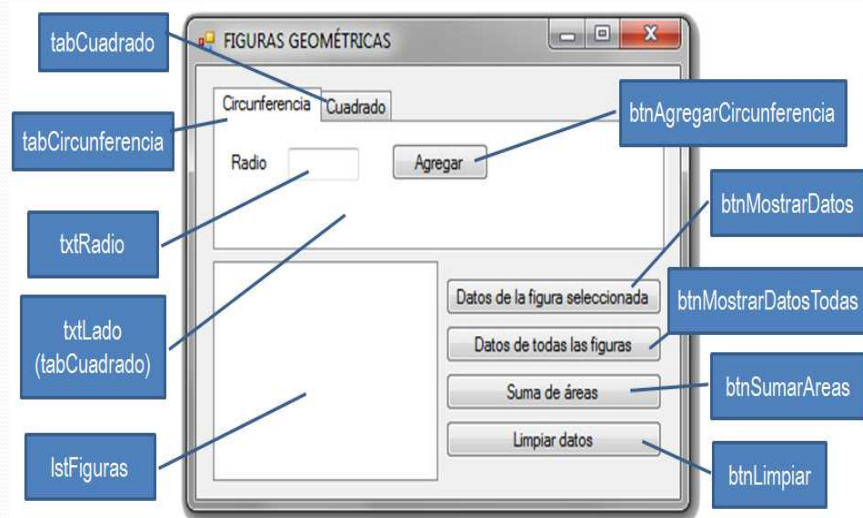 tabCuadrado
FIGURAS GEOMÉTRICAS
Circunferencia
Cuadrado
btnAgregarCircunferencia
tabCircunferencia
Radio
Agregar
btnMostrarDatos
txtRadio
Datos de la figura seleccionada
btnMostrarDatosTodas
txtLado
(tabCuadrado)
Datos de todas las figuras
Suma de áreas
btnSumarAreas
lstFiguras
Limpiar datos
btnLimpiar